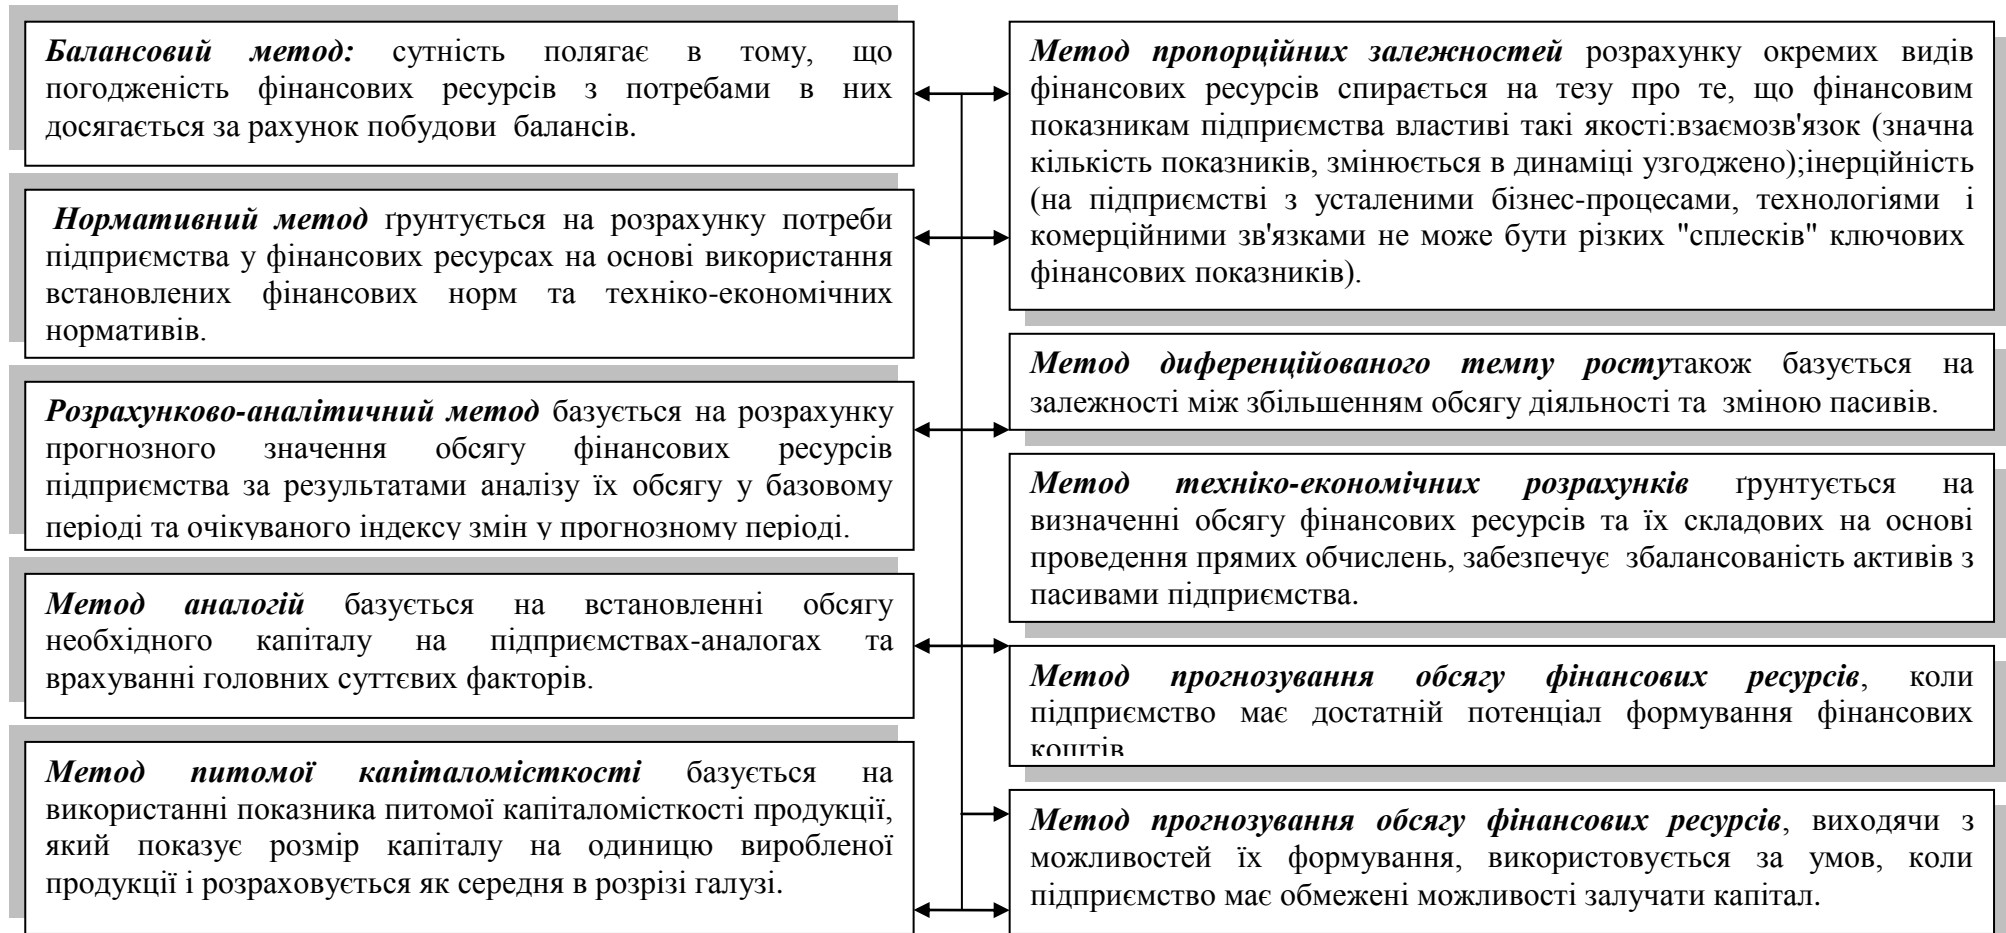 Балансовий метод: сутність полягає в тому, що
погодженість фінансових ресурсів з потребами в них
досягається за рахунок побудови балансів.
Нормативний метод ґрунтується на розрахунку потреби
підприємства у фінансових ресурсах на основі використання
встановлених фінансових норм та техніко-економічних
нормативів.
Розрахунково-аналітичний метод базується на розрахунку
прогнозного значення обсягу фінансових ресурсів
підприємства за результатами аналізу їх обсягу у базовому
періоді та очікуваного індексу змін у прогнозному періоді.
Метод аналогій базується на встановленні обсягу
необхідного капіталу на підприємствах-аналогах та
врахуванні головних суттєвих факторів.
Метод питомої капіталомісткості базується на
використанні показника питомої капіталомісткості продукції,
який показує розмір капіталу на одиницю виробленої
продукції і розраховується як середня в розрізі галузі.
Метод пропорційних залежностей розрахунку окремих видів
фінансових ресурсів спирається на тезу про те, що фінансовим
показникам підприємства властиві такі якості:взаємозв'язок (значна
кількість показників, змінюється в динаміці узгоджено);інерційність
(на підприємстві з усталеними бізнес-процесами, технологіями і
комерційними зв'язками не може бути різких "сплесків" ключових
фінансових показників).
Метод диференційованого темпу ростутакож базується на
залежності між збільшенням обсягу діяльності та зміною пасивів.
Метод техніко-економічних розрахунків ґрунтується на
визначенні обсягу фінансових ресурсів та їх складових на основі
проведення прямих обчислень, забезпечує збалансованість активів з
пасивами підприємства.
Метод прогнозування обсягу фінансових ресурсів, коли
підприємство має достатній потенціал формування фінансових
коштів
Метод прогнозування обсягу фінансових ресурсів, виходячи з
можливостей їх формування, використовується за умов, коли
підприємство має обмежені можливості залучати капітал.